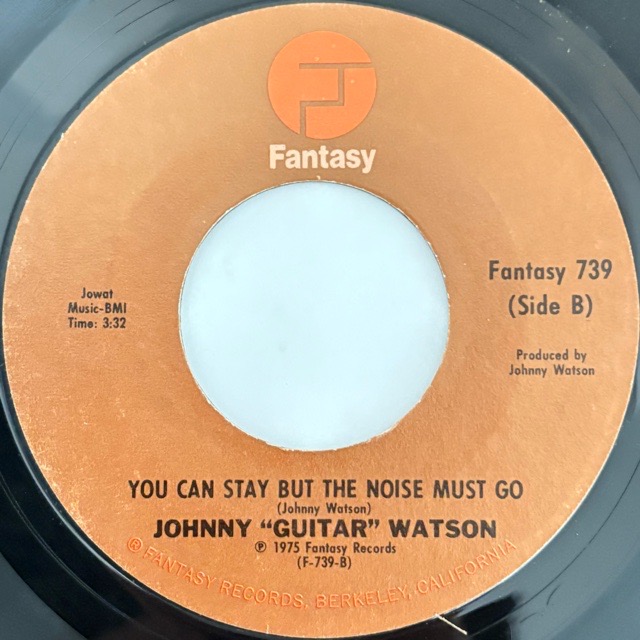 Fantasy
Jowat
Music-BMI
Time: 3:32
Fantasy 739
(Side B)
Produced by
Johnny Watson
YOU CAN STAY BUT THE NOISE MUST GO
(Johnny Watson)
JOHNNY “GUITAR” WATSON
℗ 1975 Fantasy Records
(F-739-B)
® FANTASY RECORDS, BERKELEY, CALIFORNIA